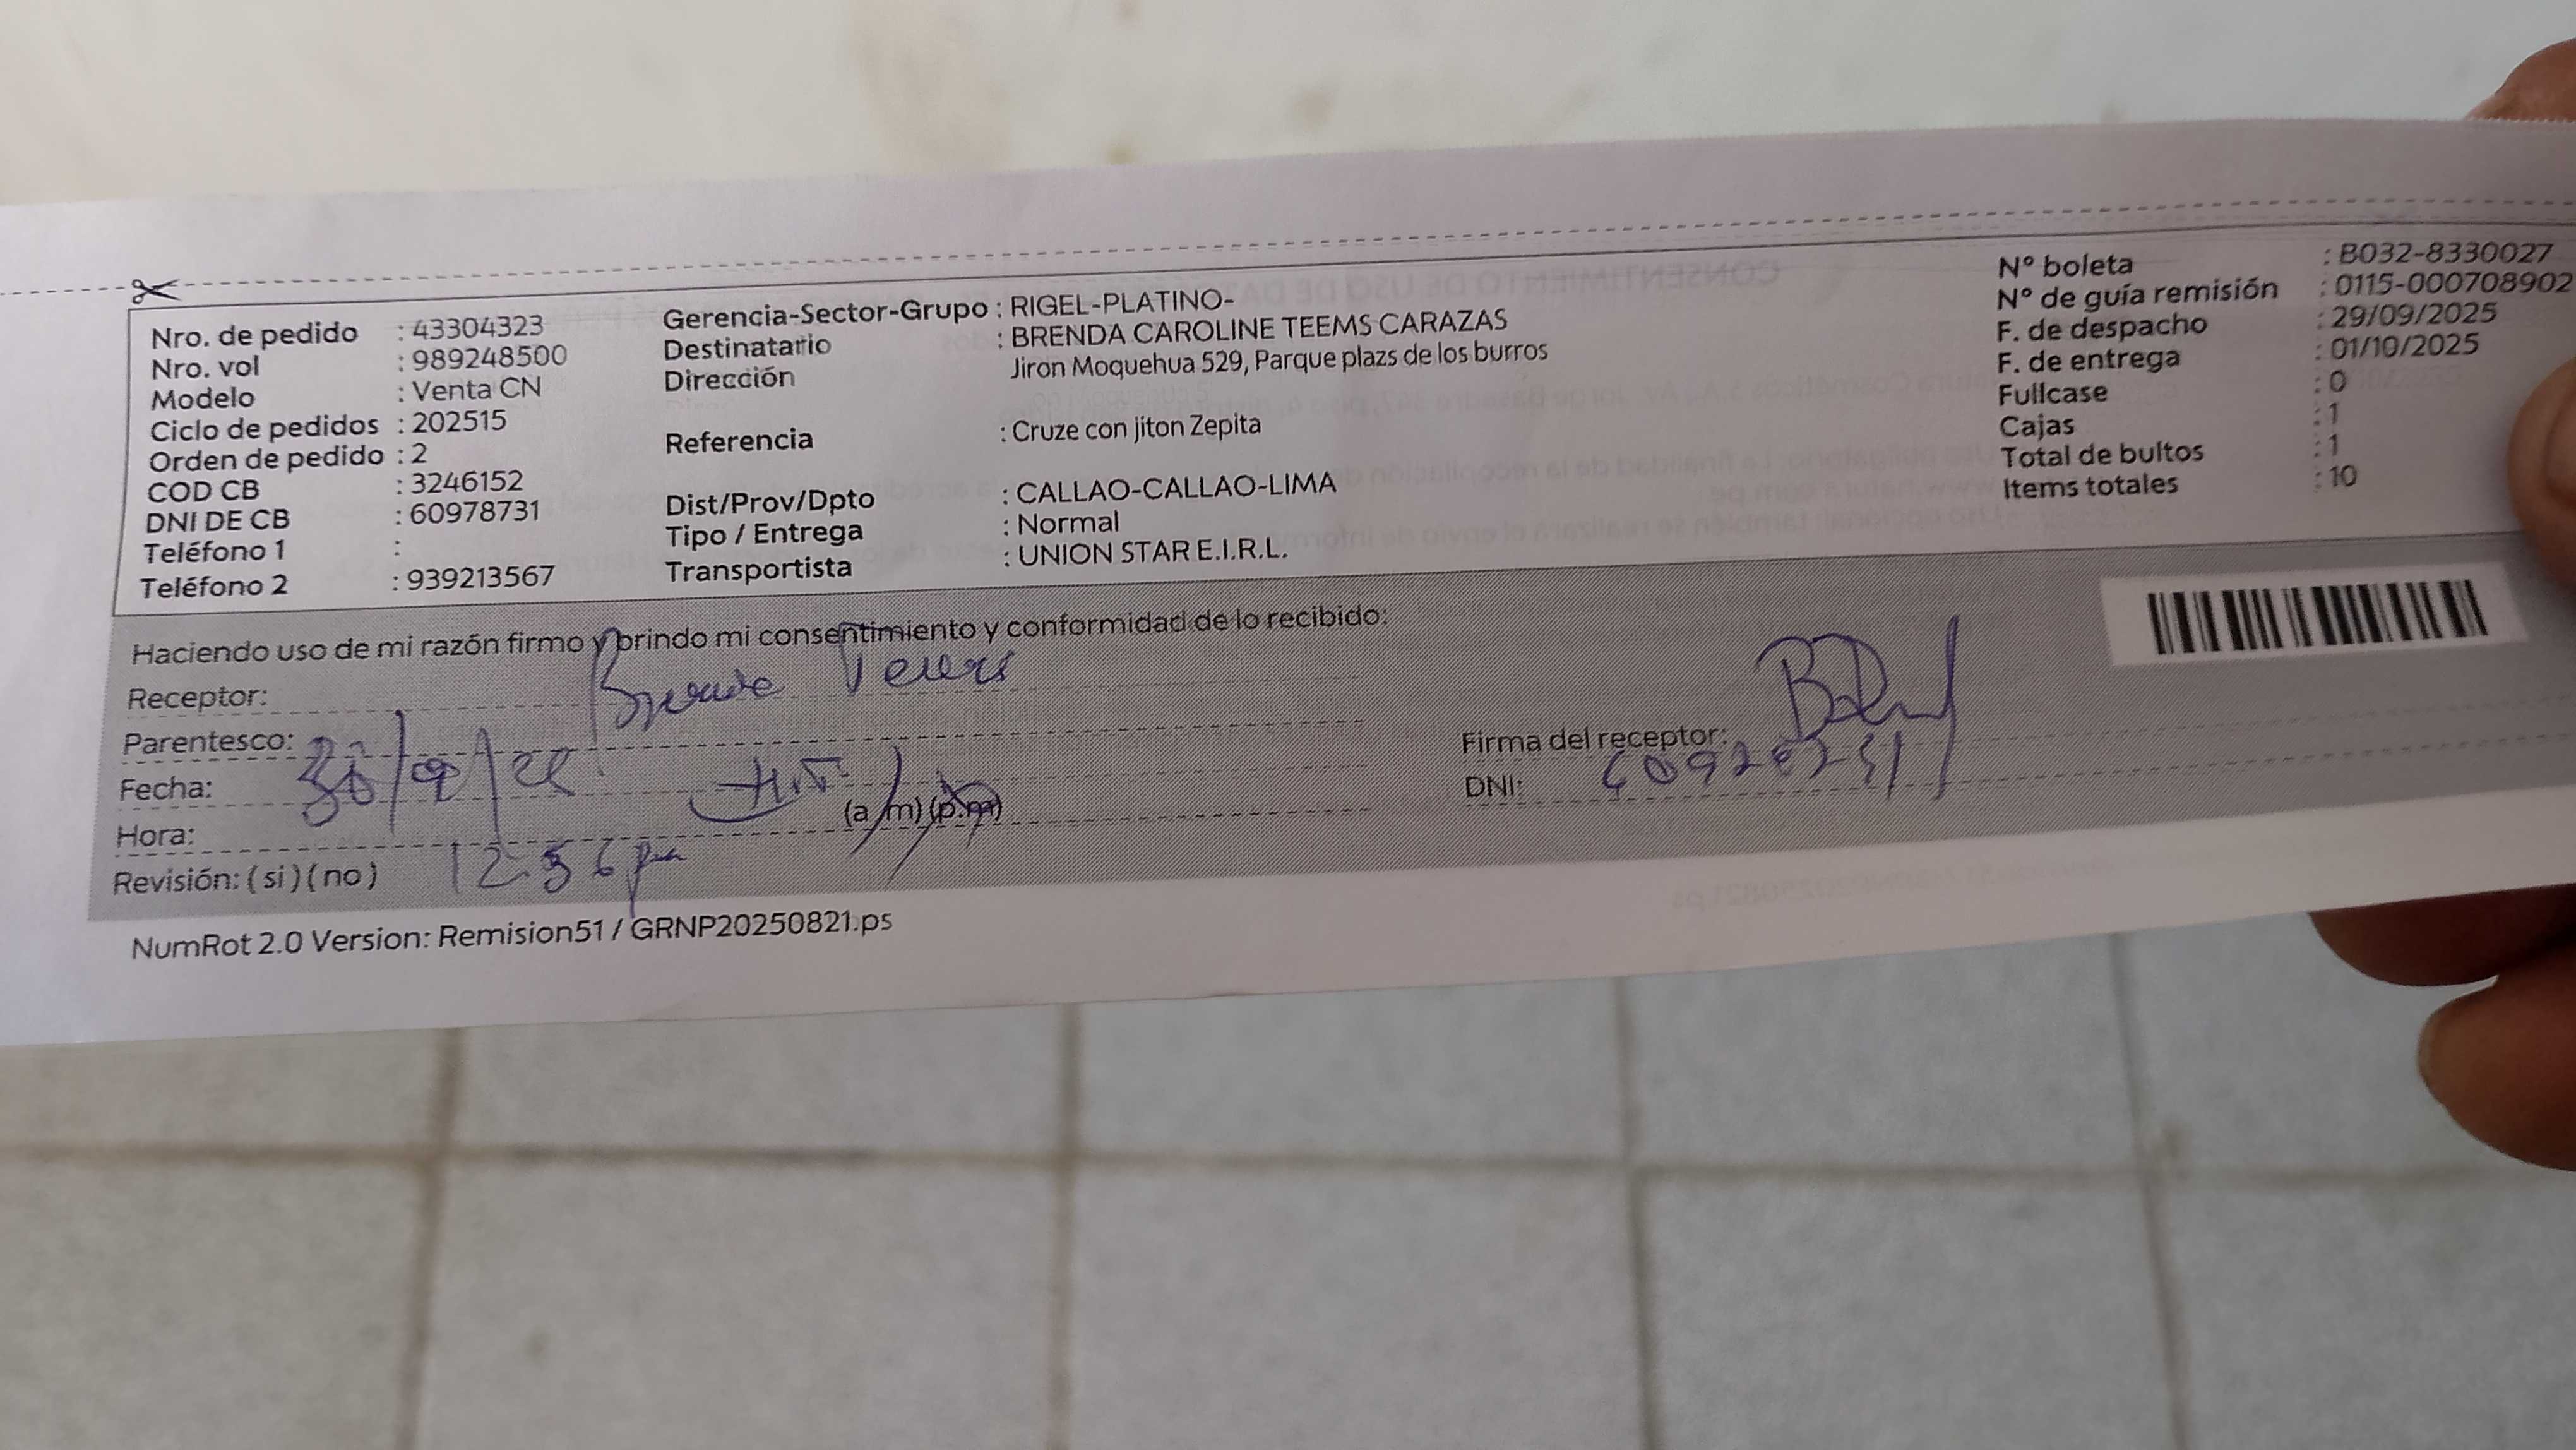 Nro. de pedido : 43304323
Nro. vol : 989248500
Modelo : Venta CN
Ciclo de pedidos : 202515
Orden de pedido : 2
COD CB : 3246152
DNI DE CB : 60978731
Teléfono 1 :
Teléfono 2 : 939213567
Gerencia-Sector-Grupo : RIGEL-PLATINO-
Destinatario : BRENDA CAROLINE TEEMS CARAZAS
Dirección Jiron Moquehua 529, Parque plazs de los burros
Referencia : Cruze con jiton Zepita
Dist/Prov/Dpto : CALLAO-CALLAO-LIMA
Tipo / Entrega : Normal
Transportista : UNION STAR E.I.R.L.
N° boleta : B032-8330027
N° de guía remisión : 0115-000708902
F. de despacho : 29/09/2025
F. de entrega : 01/10/2025
Fullcase : 0
Cajas : 1
Total de bultos : 1
Items totales : 10
Haciendo uso de mi razón firmo y brindo mi consentimiento y conformidad de lo recibido:
Receptor: Brenda Teems
Parentesco:
Fecha:
Hora: (a m) (p.m)
Revisión: ( si ) ( no ) 12:56 pm
Firma del receptor:
DNI:
NumRot 2.0 Version: Remision51 / GRNP20250821.ps